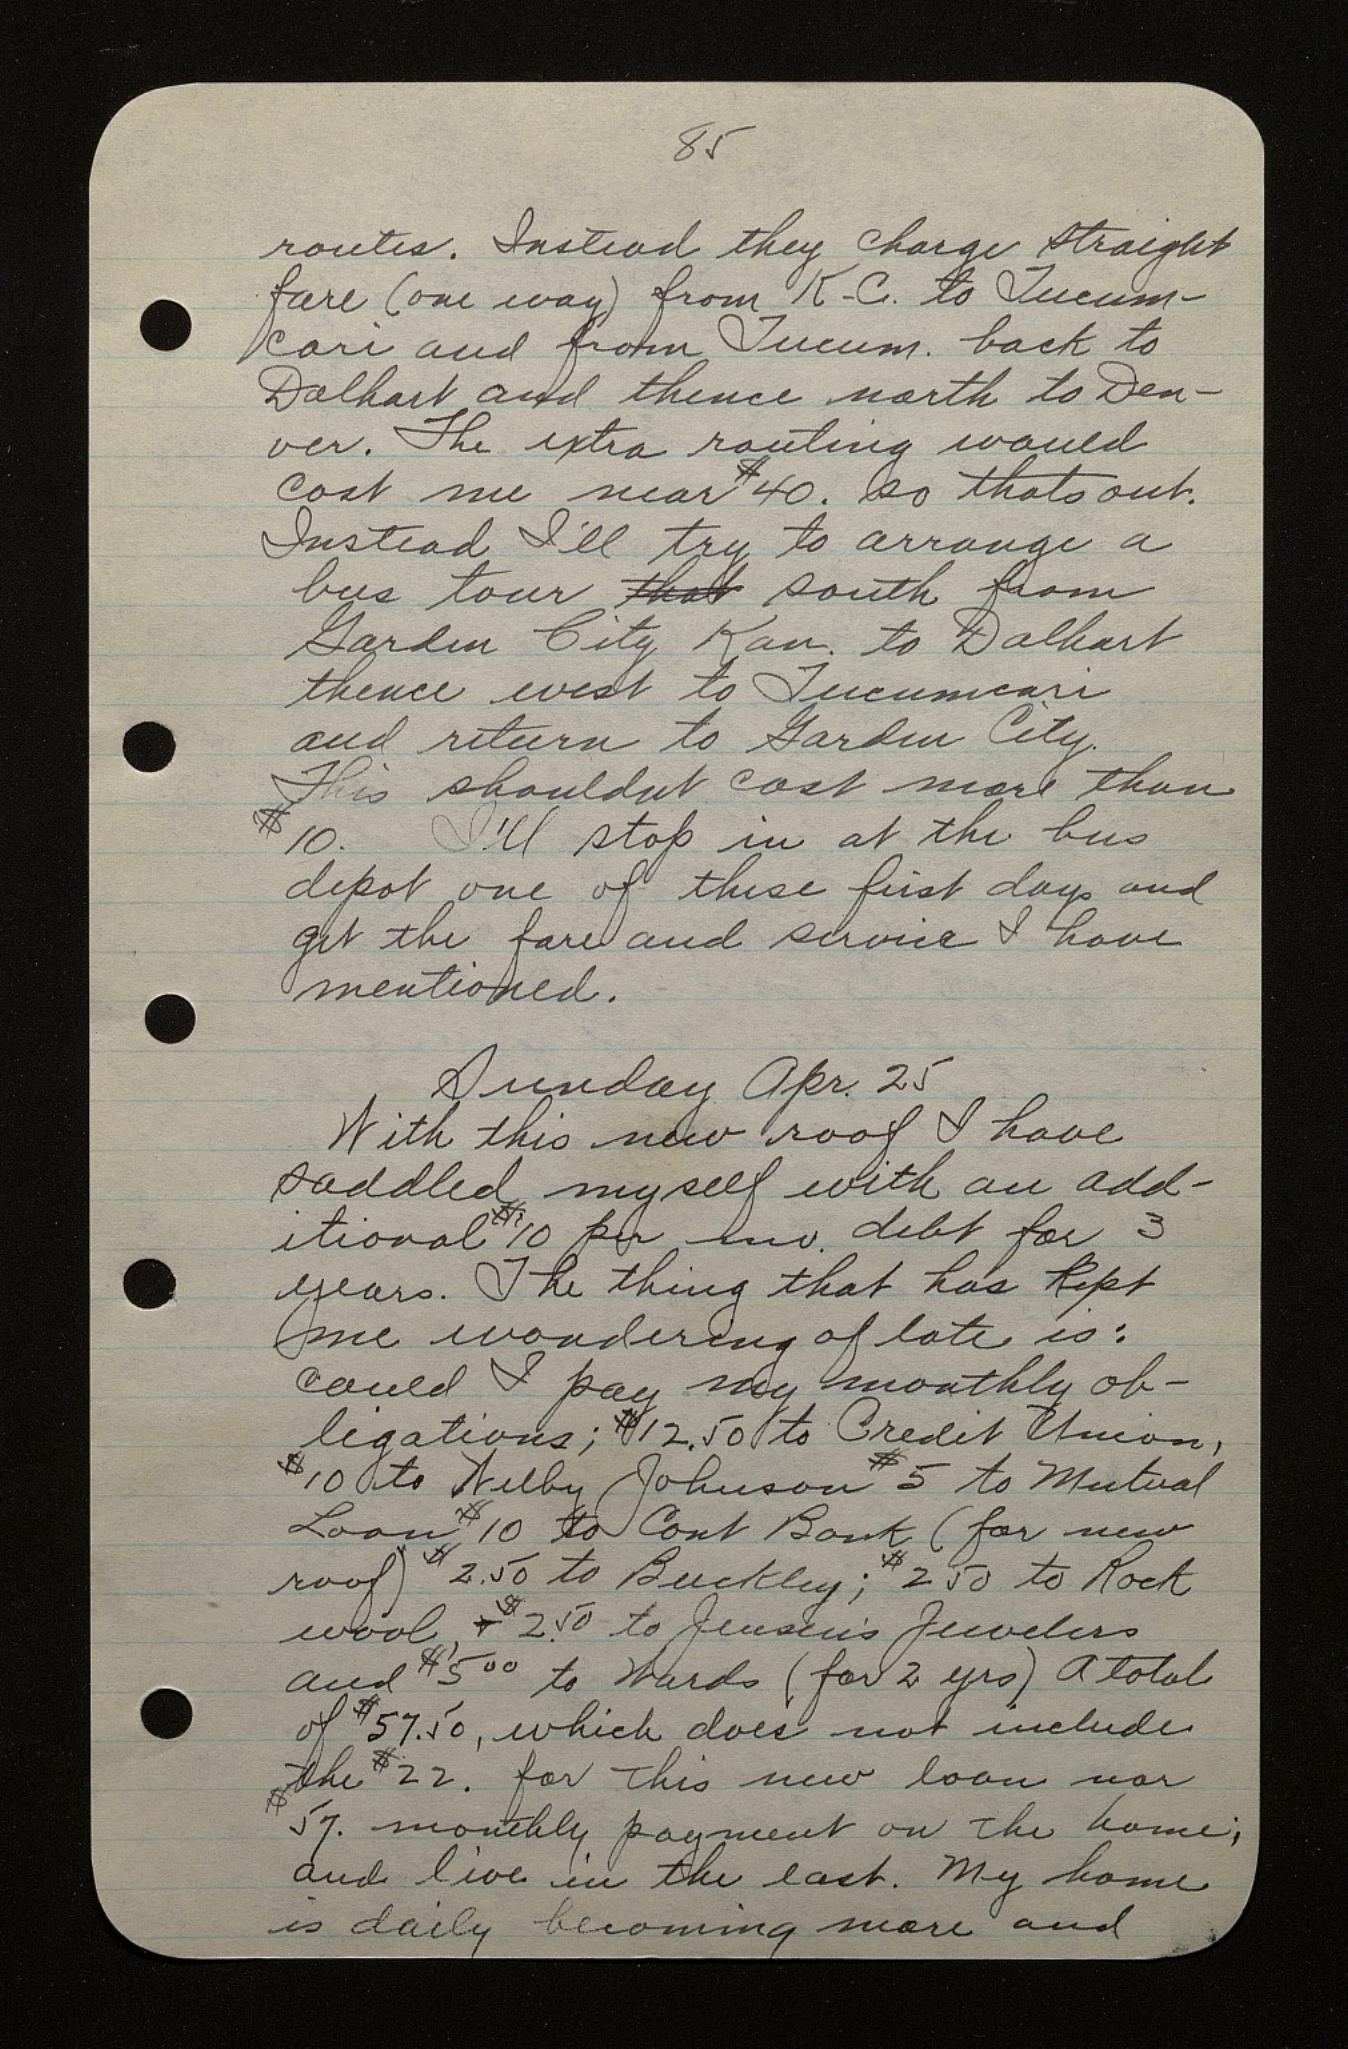 85
routes. Instead they charge straight
fare (one way) from K-C. to Tucum-
cari and from Tucum. back to
Dalhart and thence north to Den-
ver. The extra routing would
cost me near $40. so thats out.
Instead I'll try to arrange a
bus tour that south from
Garden City Kan. to Dalhart
thence west to Tucumcari
and return to Garden City.
This shouldnt cost more than
$10. I'll stop in at the bus
depot one of these first days and
get the fare and service I have
mentioned.
Sunday Apr. 25
With this new roof I have
saddled myself with an add-
itional $10 per mo. debt for 3
years. The thing that has kept
me wondering of late is:
could I pay my monthly ob-
ligations; $12.50 to Credit Union,
$10 to Welby Johnson $5 to Mutual
Loan $10 to Cont Bank (for new
roof) $2.50 to Buckley; $2 50 to Rock
wool, + $2.50 to Jensen's Jewelers
and $5 00 to Wards (for 2 yrs) A total
of $57.50, which does not include
the $22. for this new loan nor
$57. monthly payment on the home;
and live in the east. My home
is daily becoming more and